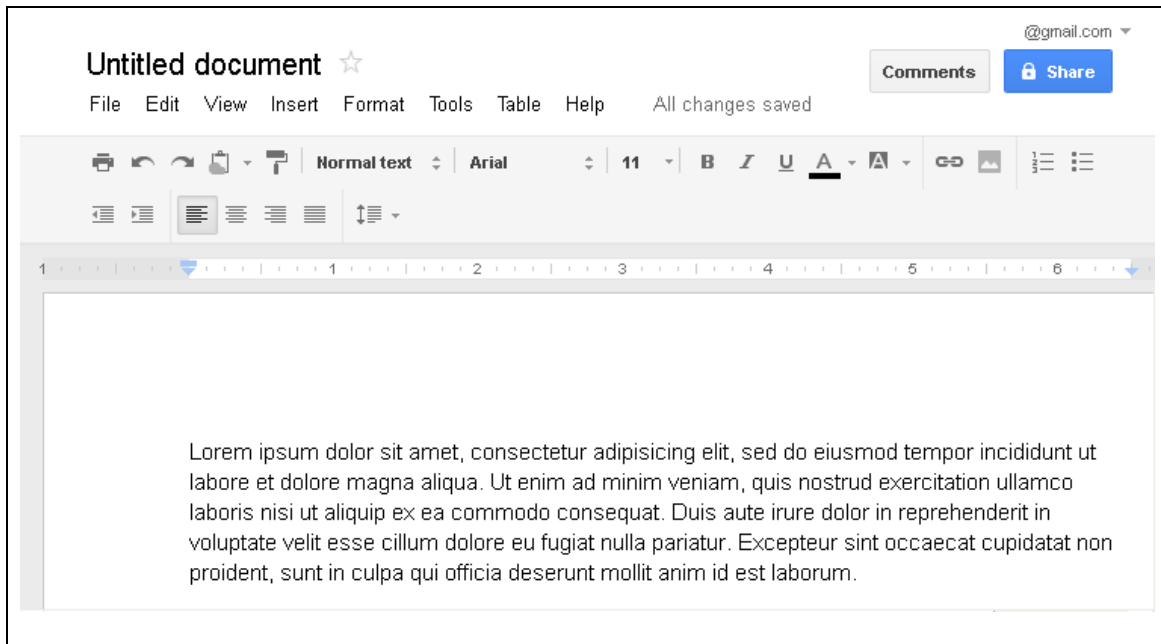 @gmail.com
Untitled document
Comments
Share
File Edit View Insert Format Tools Table Help All changes saved
Normal text Arial 11 B I U A A
1 1 2 3 4 5 6
Lorem ipsum dolor sit amet, consectetur adipisicing elit, sed do eiusmod tempor incididunt ut
labore et dolore magna aliqua. Ut enim ad minim veniam, quis nostrud exercitation ullamco
laboris nisi ut aliquip ex ea commodo consequat. Duis aute irure dolor in reprehenderit in
voluptate velit esse cillum dolore eu fugiat nulla pariatur. Excepteur sint occaecat cupidatat non
proident, sunt in culpa qui officia deserunt mollit anim id est laborum.